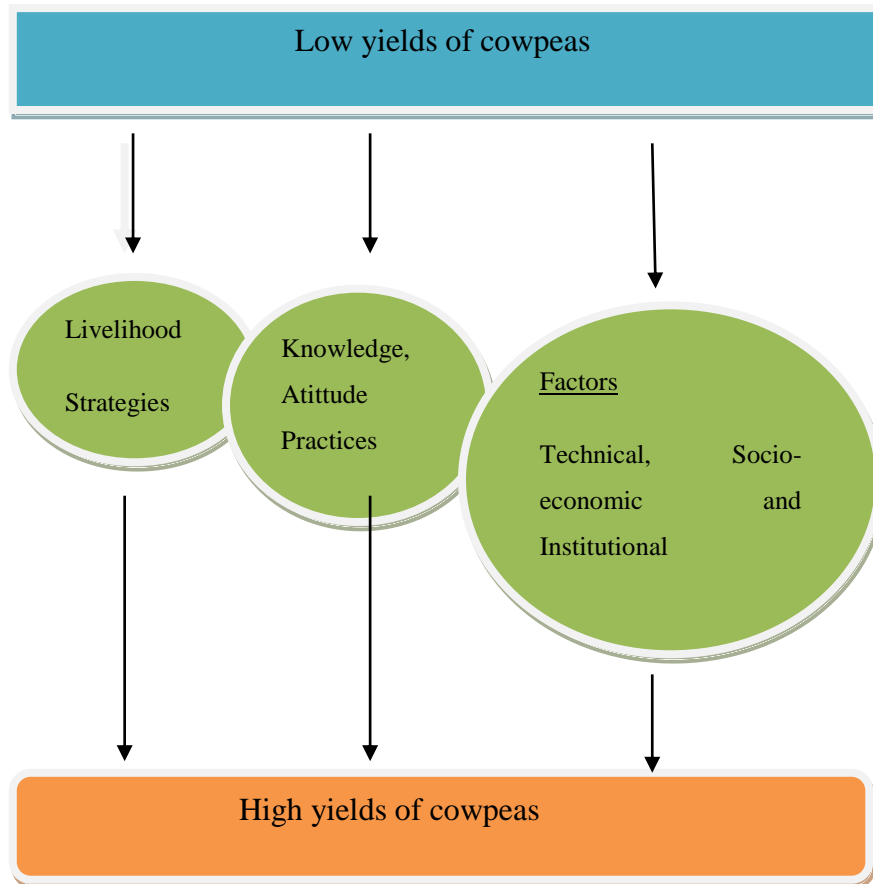 Low yields of cowpeas
Livelihood
Strategies
Knowledge,
Atittude
Practices
Factors
Technical, Socio-
economic and
Institutional
High yields of cowpeas